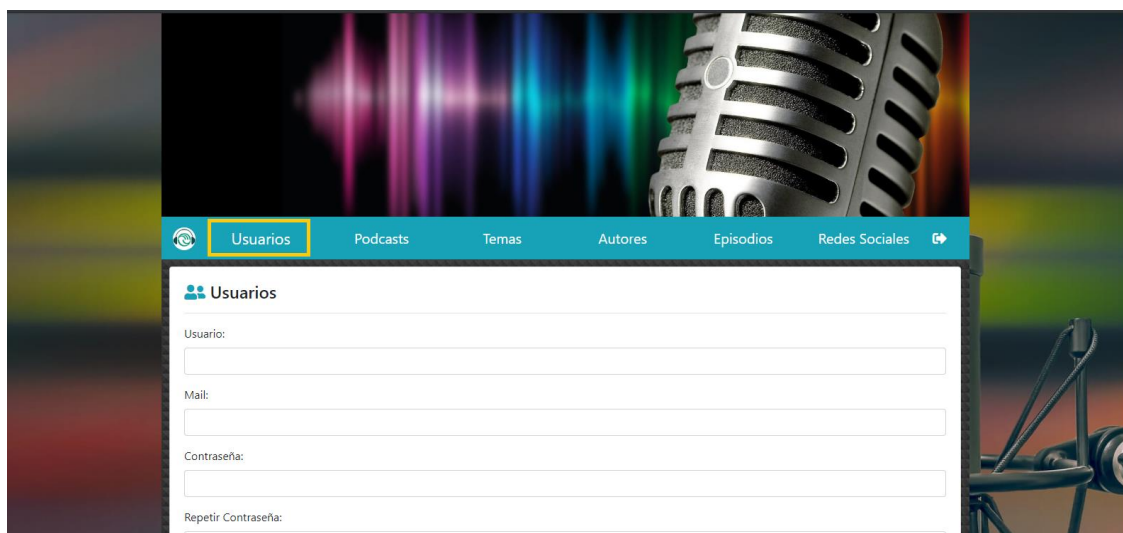 Usuarios Podcasts Temas Autores Episodios Redes Sociales
Usuarios
Usuario:
Mail:
Contraseña:
Repetir Contraseña: